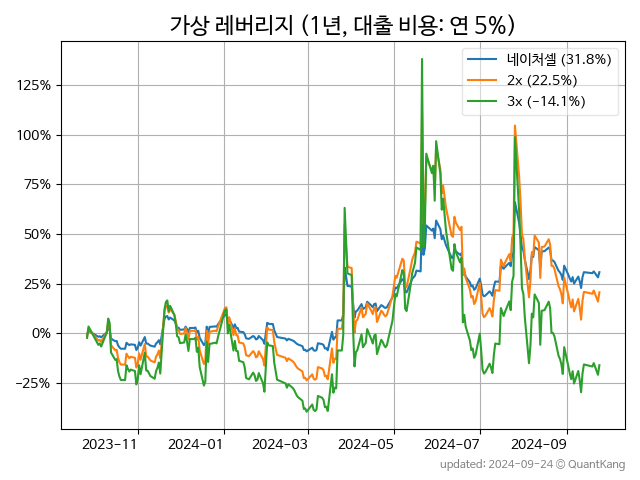 가상 레버리지 (1년, 대출 비용: 연 5%)
네이처셀 (31.8%)
2x (22.5%)
3x (−14.1%)
125%
100%
75%
50%
25%
0%
−25%
2023-11
2024-01
2024-03
2024-05
2024-07
2024-09
updated: 2024-09-24 © QuantKang